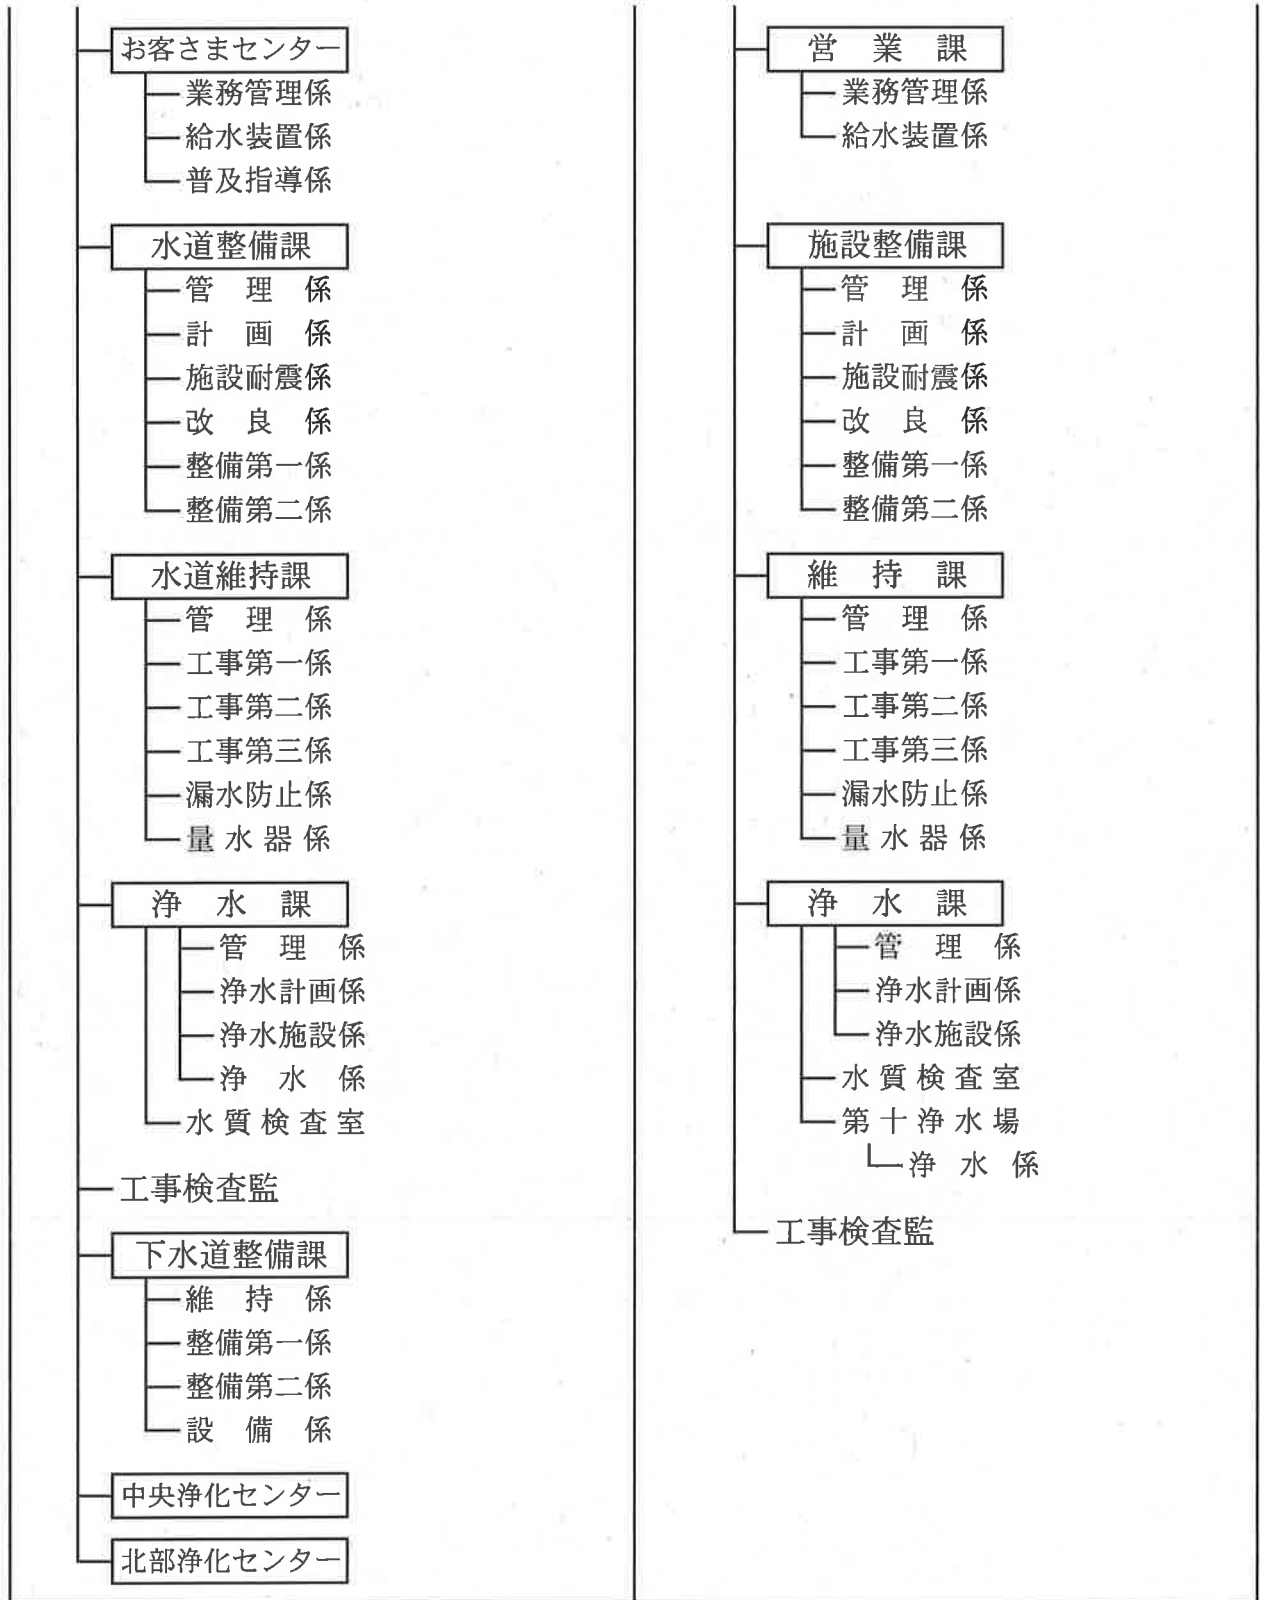 お客さまセンター
業務管理係
給水装置係
普及指導係
水道整備課
管理係
計画係
施設耐震係
改良係
整備第一係
整備第二係
水道維持課
管理係
工事第一係
工事第二係
工事第三係
漏水防止係
量水器係
浄水課
管理係
浄水計画係
浄水施設係
浄水係
水質検査室
工事検査監
下水道整備課
維持係
整備第一係
整備第二係
設備係
中央浄化センター
北部浄化センター
営業課
業務管理係
給水装置係
施設整備課
管理係
計画係
施設耐震係
改良係
整備第一係
整備第二係
維持課
管理係
工事第一係
工事第二係
工事第三係
漏水防止係
量水器係
浄水課
管理係
浄水計画係
浄水施設係
水質検査室
第十浄水場
浄水係
工事検査監